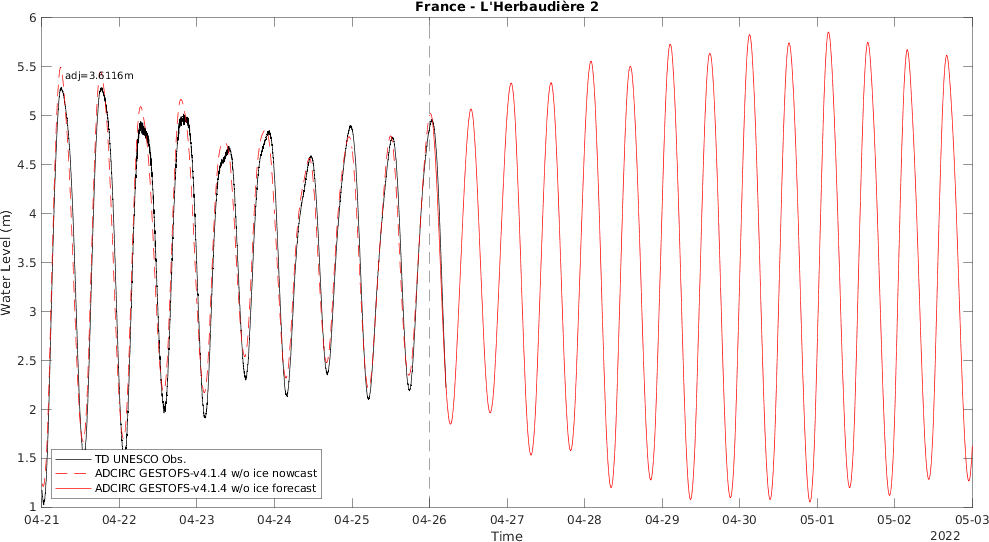 France - L'Herbaudière 2
6
5.5
5
4.5
4
3.5
3
2.5
2
1.5
1
Water Level (m)
adj=3.6116m
TD UNESCO Obs.
ADCIRC GESTOFS-v4.1.4 w/o ice nowcast
ADCIRC GESTOFS-v4.1.4 w/o ice forecast
04-21 04-22 04-23 04-24 04-25 04-26 04-27 04-28 04-29 04-30 05-01 05-02 05-03
Time
2022